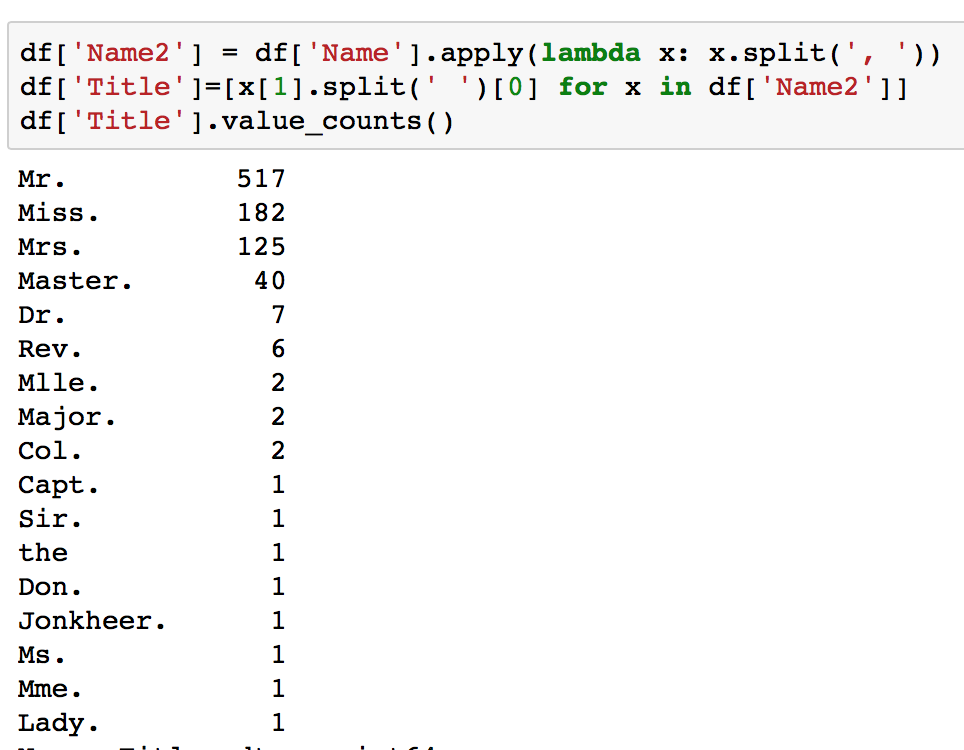 df['Name2'] = df['Name'].apply(lambda x: x.split(', '))
df['Title']=[x[1].split(' ')[0] for x in df['Name2']]
df['Title'].value_counts()
Mr. 517
Miss. 182
Mrs. 125
Master. 40
Dr. 7
Rev. 6
Mlle. 2
Major. 2
Col. 2
Capt. 1
Sir. 1
the 1
Don. 1
Jonkheer. 1
Ms. 1
Mme. 1
Lady. 1